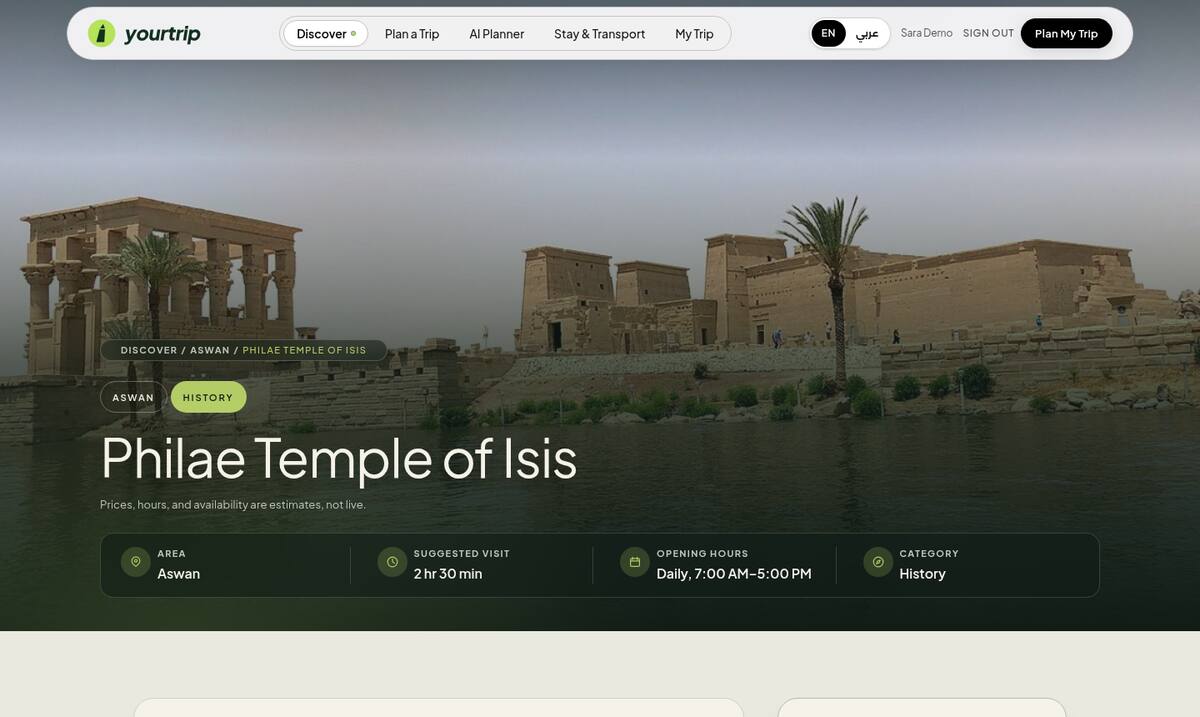 yourtrip
Discover
Plan a Trip
AI Planner
Stay & Transport
My Trip
EN
عربي
Sara Demo
SIGN OUT
Plan My Trip
DISCOVER / ASWAN / PHILAE TEMPLE OF ISIS
ASWAN
HISTORY
Philae Temple of Isis
Prices, hours, and availability are estimates, not live.
AREA
Aswan
SUGGESTED VISIT
2 hr 30 min
OPENING HOURS
Daily, 7:00 AM–5:00 PM
CATEGORY
History